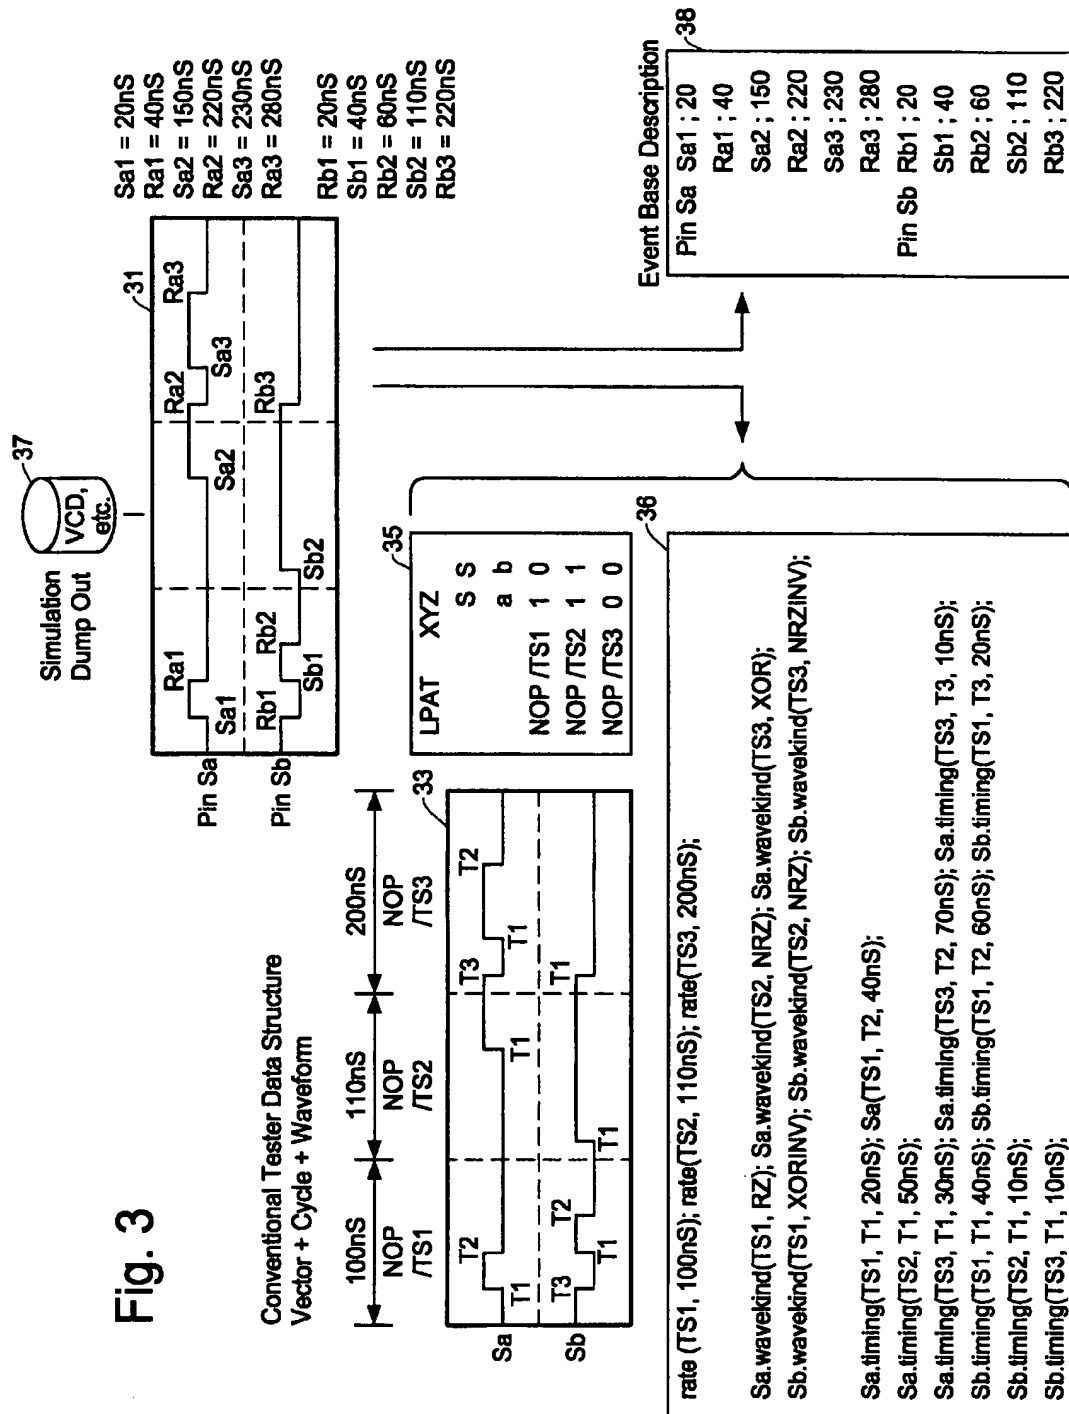 Fig. 3
Simulation
Dump Out
VCD,
etc.
37
31
Pin Sa
Sa1
Ra1
Sa2
Ra2
Sa3
Ra3
Pin Sb
Rb1
Sb1
Rb2
Sb2
Rb3
Sa1 = 20nS
Ra1 = 40nS
Sa2 = 150nS
Ra2 = 220nS
Sa3 = 230nS
Ra3 = 280nS
Rb1 = 20nS
Sb1 = 40nS
Rb2 = 60nS
Sb2 = 110nS
Rb3 = 220nS
Conventional Tester Data Structure
Vector + Cycle + Waveform
100nS
110nS
200nS
NOP
/TS1
NOP
/TS2
NOP
/TS3
33
Sa
T1
T2
T1
T3
T1
T2
Sb
T3
T1
T2
T1
T1
35
LPAT XYZ
S S
a b
NOP /TS1 1 0
NOP /TS2 1 1
NOP /TS3 0 0
Event Base Description
38
Pin Sa Sa1 ; 20
Ra1 ; 40
Sa2 ; 150
Ra2 ; 220
Sa3 ; 230
Ra3 ; 280
Pin Sb Rb1 ; 20
Sb1 ; 40
Rb2 ; 60
Sb2 ; 110
Rb3 ; 220
36
rate (TS1, 100nS); rate(TS2, 110nS); rate(TS3, 200nS);
Sa.wavekind(TS1, RZ); Sa.wavekind(TS2, NRZ); Sa.wavekind(TS3, XOR);
Sb.wavekind(TS1, XORINV); Sb.wavekind(TS2, NRZ); Sb.wavekind(TS3, NRZINV);
Sa.timing(TS1, T1, 20nS); Sa(TS1, T2, 40nS);
Sa.timing(TS2, T1, 50nS);
Sa.timing(TS3, T1, 30nS); Sa.timing(TS3, T2, 70nS); Sa.timing(TS3, T3, 10nS);
Sb.timing(TS1, T1, 40nS); Sb.timing(TS1, T2, 60nS); Sb.timing(TS1, T3, 20nS);
Sb.timing(TS2, T1, 10nS);
Sb.timing(TS3, T1, 10nS);